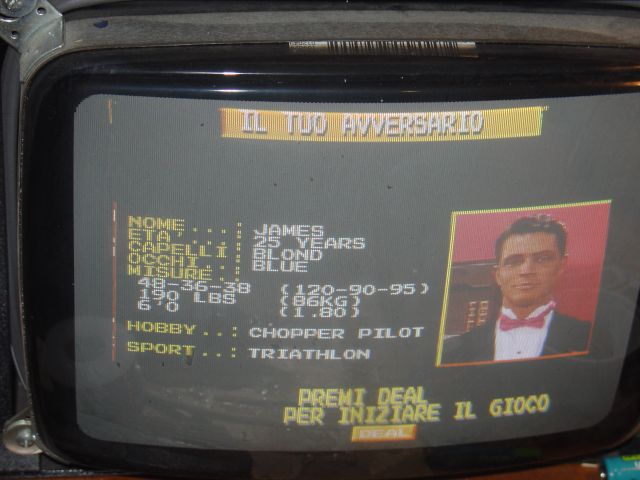 IL TUO AVVERSARIO
NOME...: JAMES
ETA'...: 25 YEARS
CAPELLI: BLOND
OCCHI..: BLUE
MISURE.:
48-36-38 (120-90-95)
190 LBS (86KG)
6'0 (1.80)
HOBBY..: CHOPPER PILOT
SPORT..: TRIATHLON
PREMI DEAL
PER INIZIARE IL GIOCO
DEAL